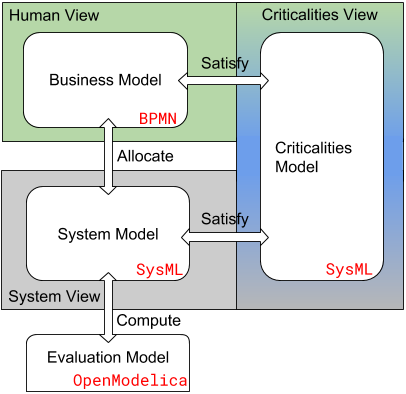 Human View
Criticalities View
Business Model
BPMN
Satisfy
Allocate
Criticalities
Model
System Model
SysML
Satisfy
SysML
System View
Compute
Evaluation Model
OpenModelica